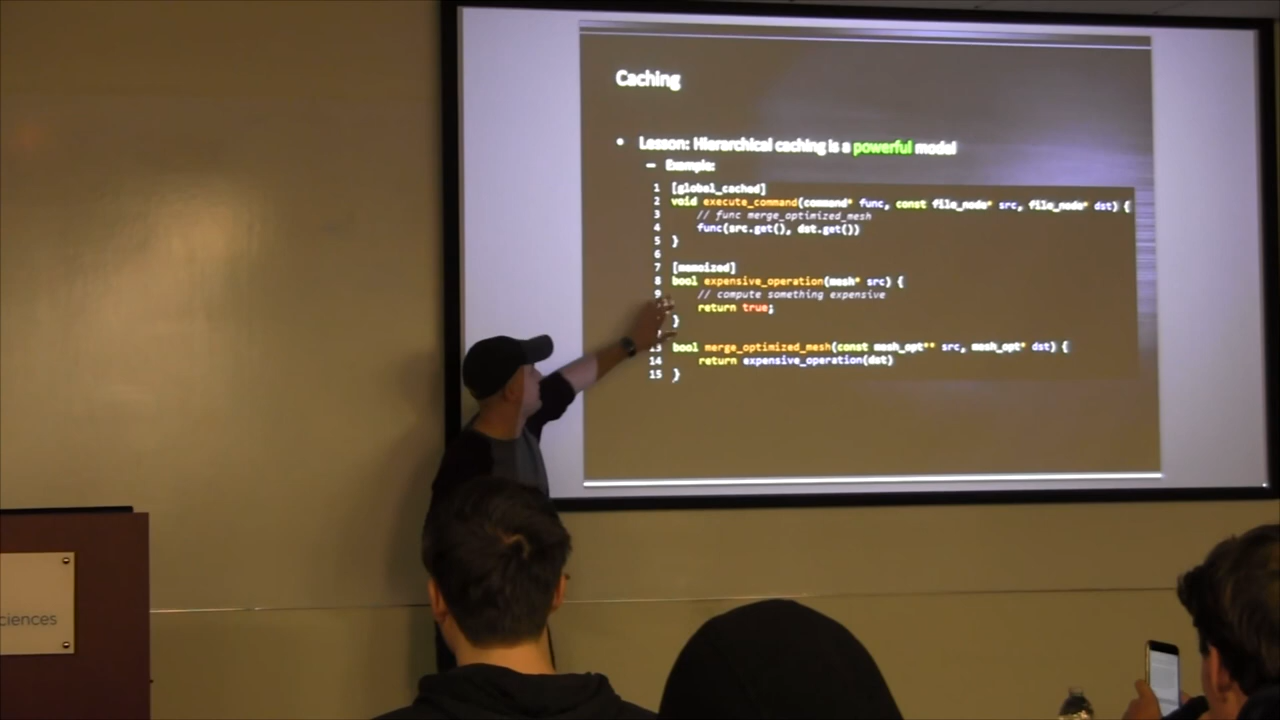 Caching
• Lesson: Hierarchical caching is a powerful model
– Example:
1 [global_cached]
2 void execute_command(command* func, const file_node* src, file_node* dst) {
3 // func merge_optimized_mesh
4 func(src.get(), dst.get())
5 }
6
7 [memoized]
8 bool expensive_operation(mesh* src) {
9 // compute something expensive
return true;
}
13 bool merge_optimized_mesh(const mesh_opt** src, mesh_opt* dst) {
14 return expensive_operation(dst)
15 }
ciences